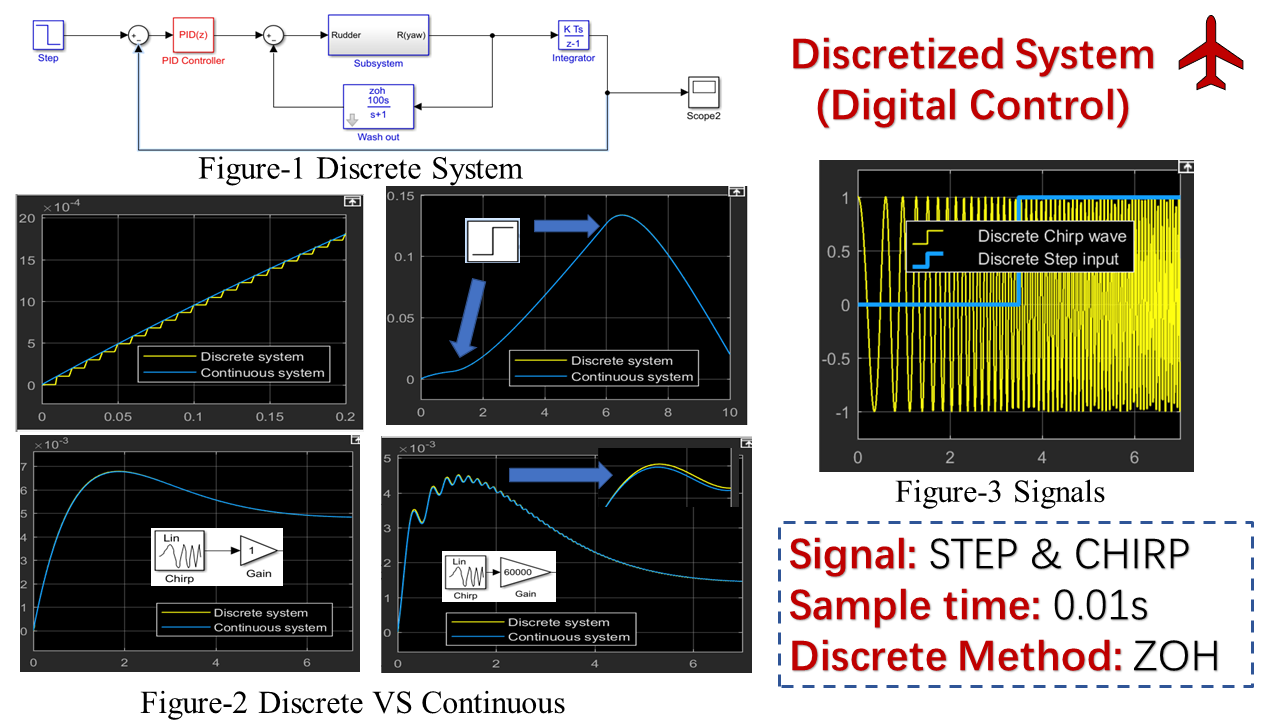 Discretized System
(Digital Control)
Step
PID(z)
PID Controller
Rudder
R(yaw)
Subsystem
K Ts
z-1
Integrator
zoh
100s
s+1
Wash out
Scope2
Figure-1 Discrete System
×10⁻⁴
20
15
10
5
0
0
0.05
0.1
0.15
0.2
Discrete system
Continuous system
0.15
0.1
0.05
0
0
2
4
6
8
10
Discrete system
Continuous system
×10⁻³
7
6
5
4
3
2
1
0
0
2
4
6
Lin
Chirp
1
Gain
Discrete system
Continuous system
×10⁻³
5
4
3
2
1
0
0
2
4
6
Lin
Chirp
60000
Gain
Discrete system
Continuous system
Figure-2 Discrete VS Continuous
1
0.5
0
-0.5
-1
0
2
4
6
Discrete Chirp wave
Discrete Step input
Figure-3 Signals
Signal: STEP & CHIRP
Sample time: 0.01s
Discrete Method: ZOH